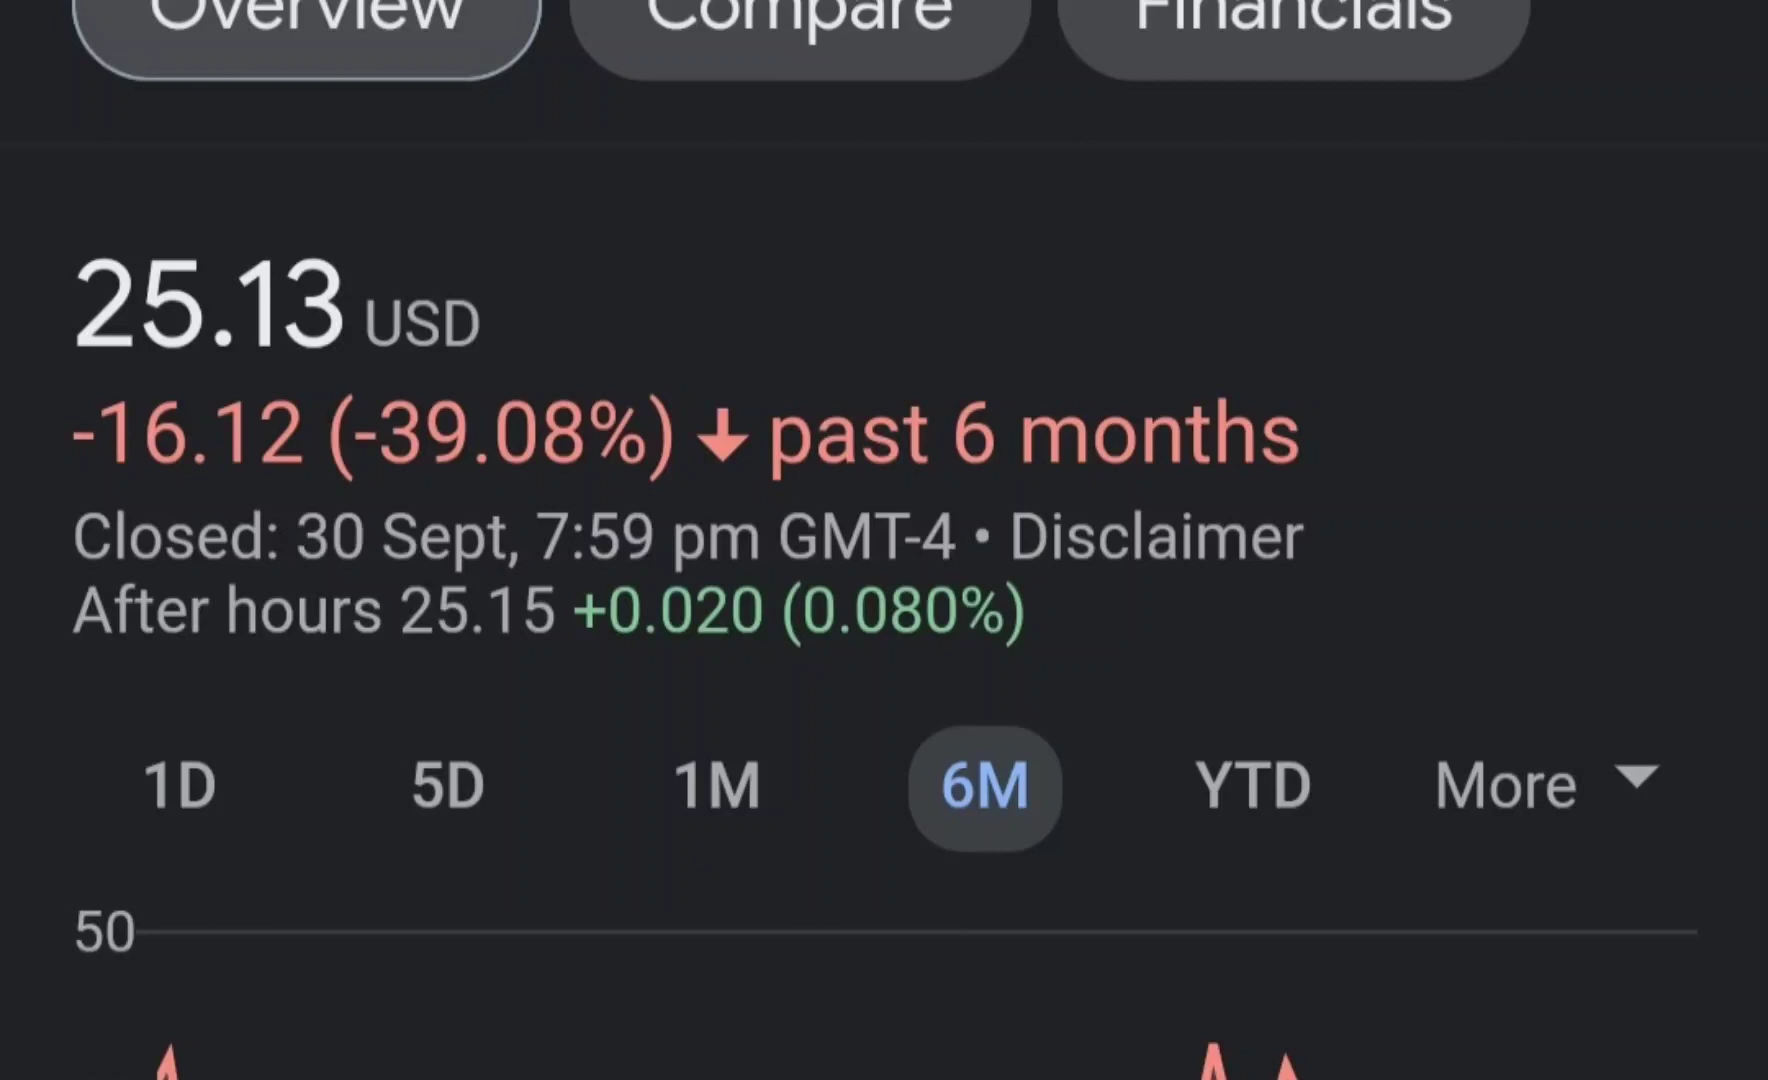 Overview Compare Financials
25.13 USD
-16.12 (-39.08%) ↓ past 6 months
Closed: 30 Sept, 7:59 pm GMT-4 • Disclaimer
After hours 25.15 +0.020 (0.080%)
1D 5D 1M 6M YTD More
50